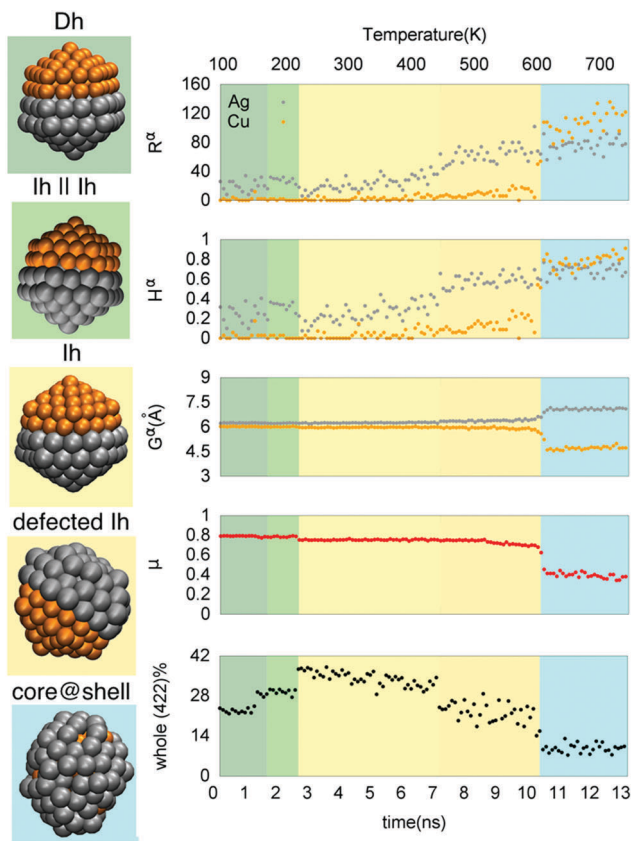 Dh
Ih || Ih
Ih
defected Ih
core@shell
Temperature(K)
100 200 300 400 500 600 700
160
120
80
40
0
Rα
Ag
Cu
1
0.8
0.6
0.4
0.2
0
Hα
9
7.5
6
4.5
3
Gα(Å)
1
0.8
0.6
0.4
0.2
0
μ
42
28
14
0
whole (422)%
0 1 2 3 4 5 6 7 7 8 9 10 11 12 13
time(ns)